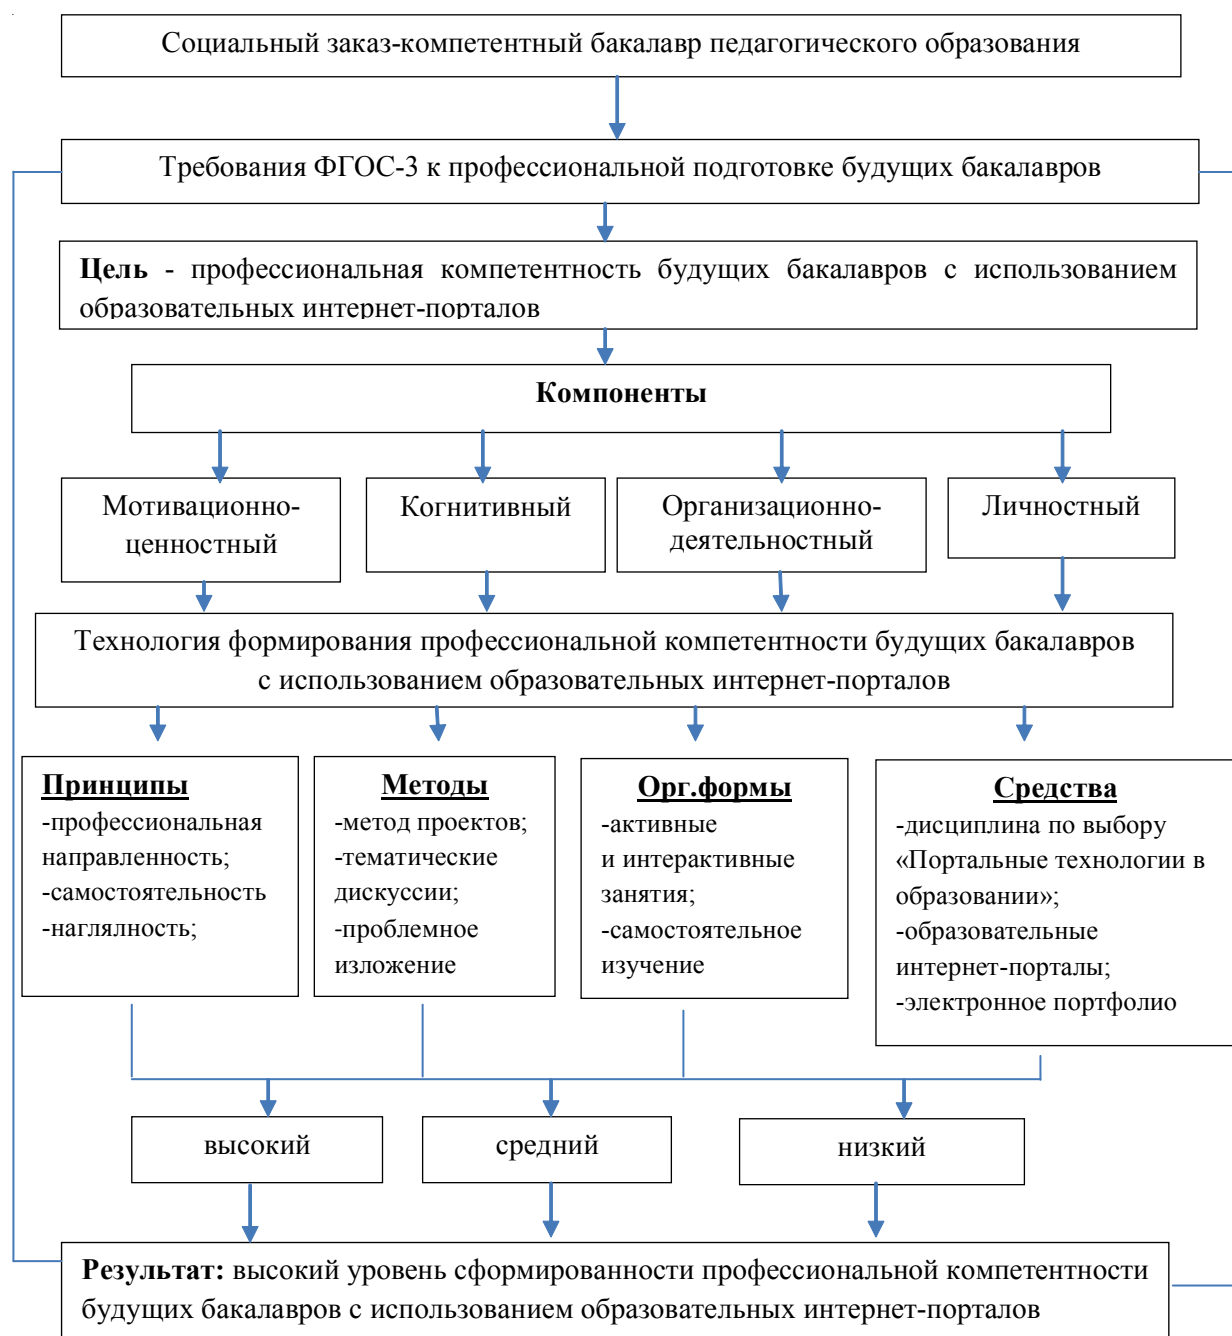 Социальный заказ-компетентный бакалавр педагогического образования
Требования ФГОС-3 к профессиональной подготовке будущих бакалавров
Цель - профессиональная компетентность будущих бакалавров с использованием
образовательных интернет-порталов
Компоненты
Мотивационно-
ценностный
Когнитивный
Организационно-
деятельностный
Личностный
Технология формирования профессиональной компетентности будущих бакалавров
с использованием образовательных интернет-порталов
Принципы
-профессиональная
направленность;
-самостоятельность
-наглялность;
Методы
-метод проектов;
-тематические
дискуссии;
-проблемное
изложение
Орг.формы
-активные
и интерактивные
занятия;
-самостоятельное
изучение
Средства
-дисциплина по выбору
«Портальные технологии в
образовании»;
-образовательные
интернет-порталы;
-электронное портфолио
высокий
средний
низкий
Результат: высокий уровень сформированности профессиональной компетентности
будущих бакалавров с использованием образовательных интернет-порталов